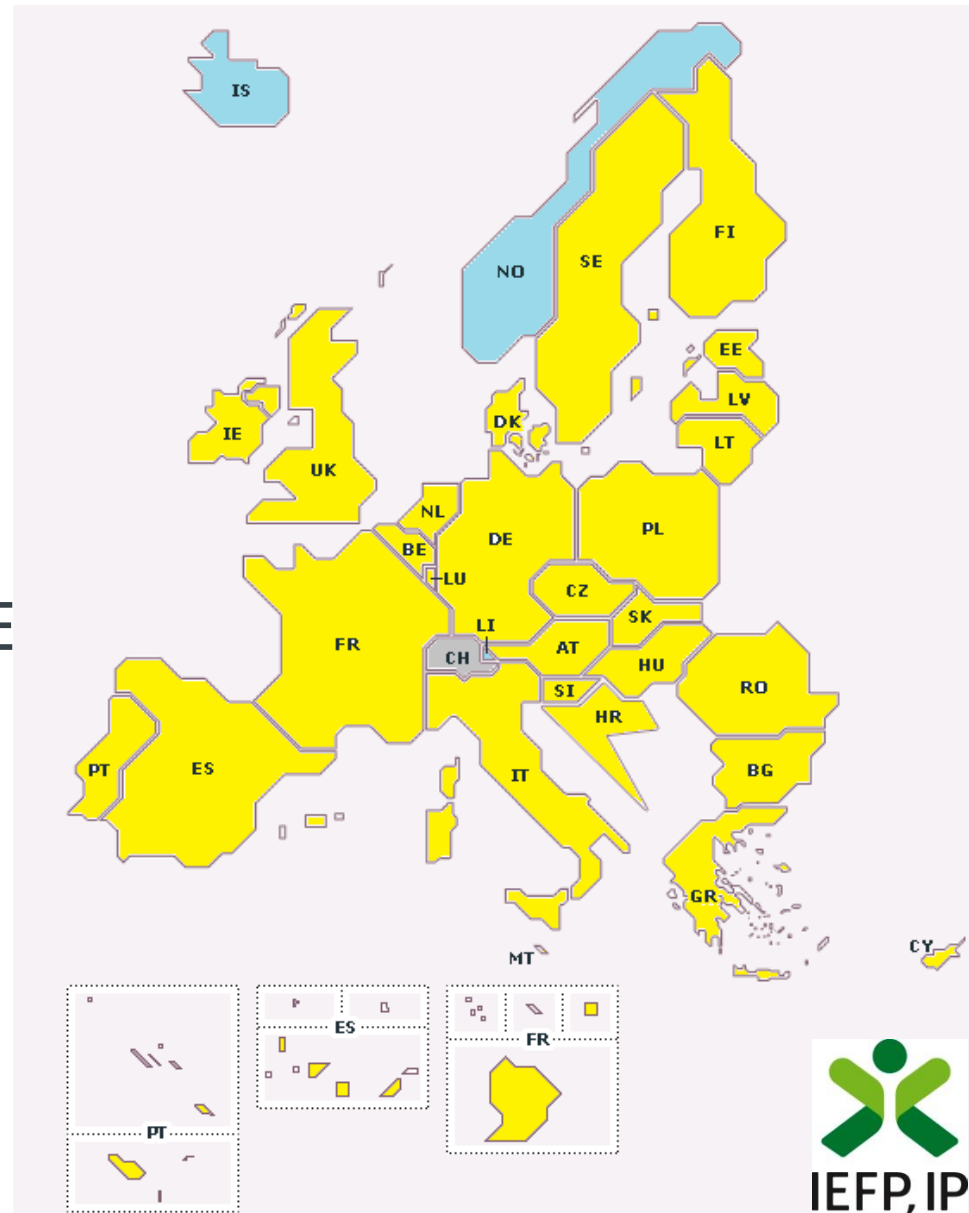 IS
NO
SE
FI
EE
LV
LT
DK
IE
UK
NL
BE
LU
DE
PL
CZ
SK
LI
AT
HU
CH
FR
SI
HR
RO
BG
PT
ES
IT
GR
MT
CY
ES
FR
PT
IEFP, IP